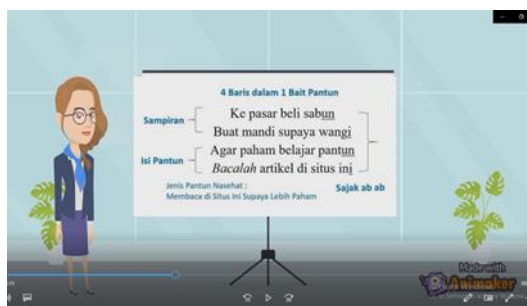 4 Baris dalam 1 Bait Pantun
Sampiran
Ke pasar beli sabun
Buat mandi supaya wangi
Isi Pantun
Agar paham belajar pantun
Bacalah artikel di situs ini
Jenis Pantun Nasehat :
Membaca di Situs Ini Supaya Lebih Paham
Sajak ab ab
Made with
Animaker